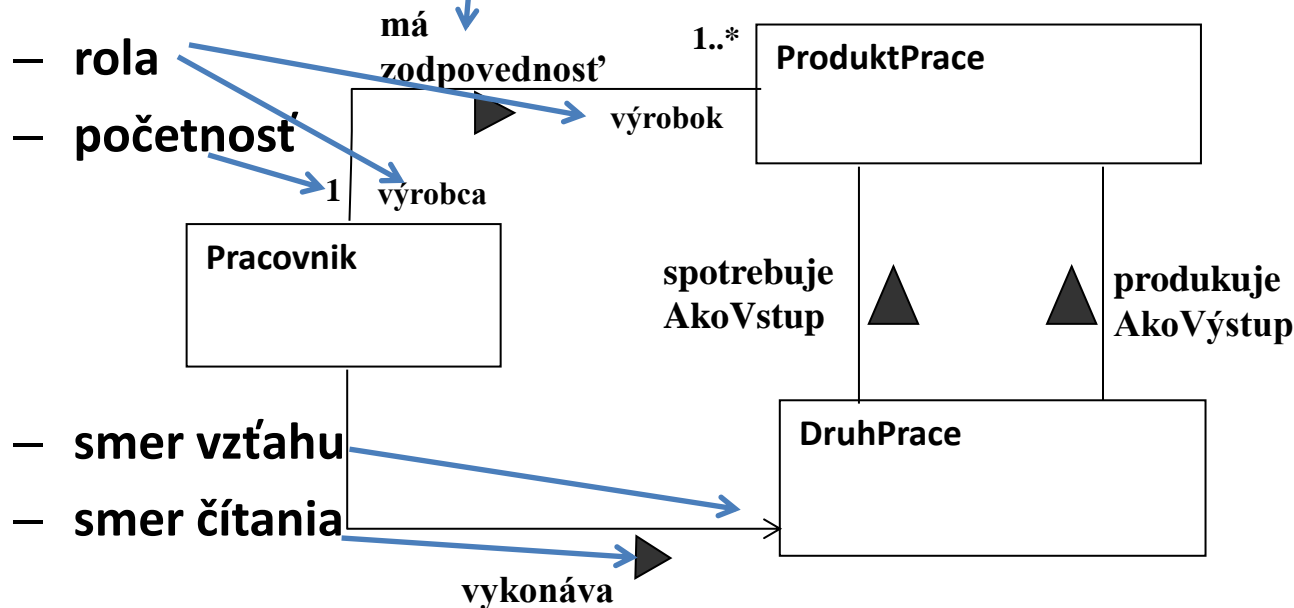 má
zodpovednosť
1..*
– rola
ProduktPrace
výrobok
– početnosť
1
výrobca
Pracovnik
spotrebuje
AkoVstup
produkuje
AkoVýstup
DruhPrace
– smer vzťahu
– smer čítania
vykonáva